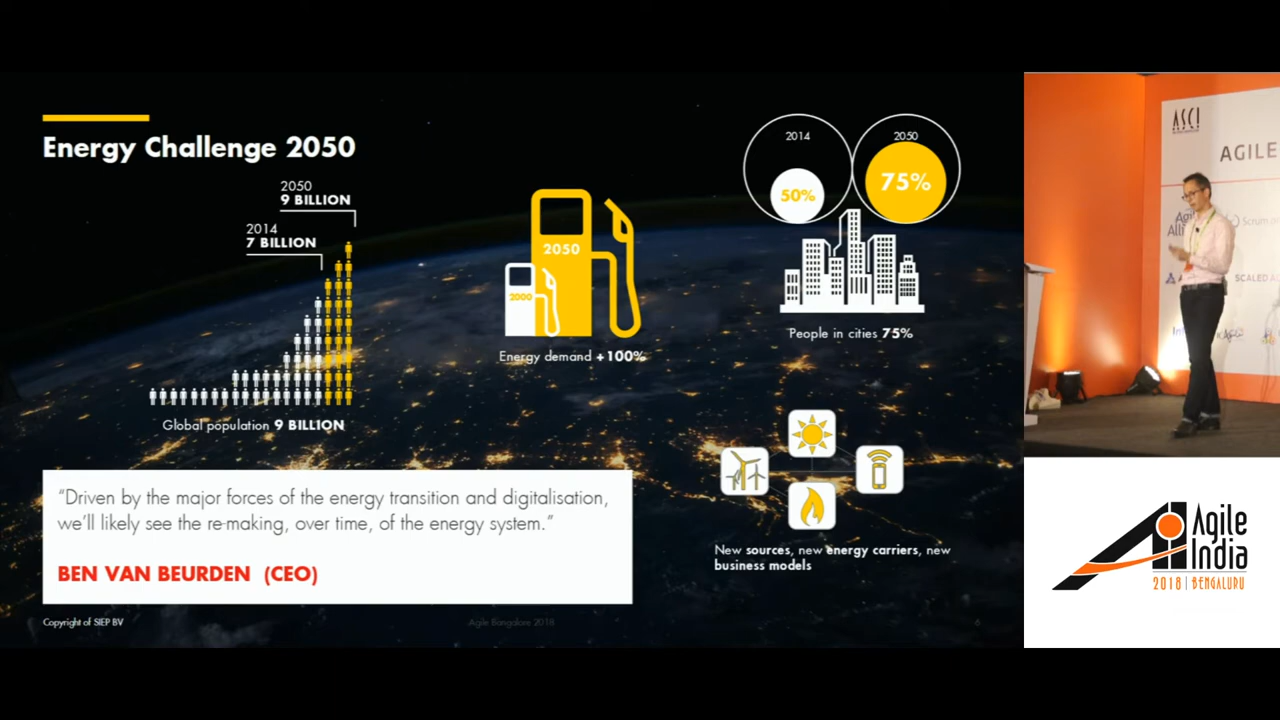 Energy Challenge 2050
2050
9 BILLION
2014
7 BILLION
Global population 9 BILLION
2050
2000
Energy demand +100%
2014
2050
50%
75%
People in cities 75%
New sources, new energy carriers, new
business models
“Driven by the major forces of the energy transition and digitalisation,
we’ll likely see the re-making, over time, of the energy system.”
BEN VAN BEURDEN (CEO)
Copyright of SIEP BV
Agile Bangalore 2018
6
ASCI
AGILE
SCALED
Agile
India
2018 | BENGALURU